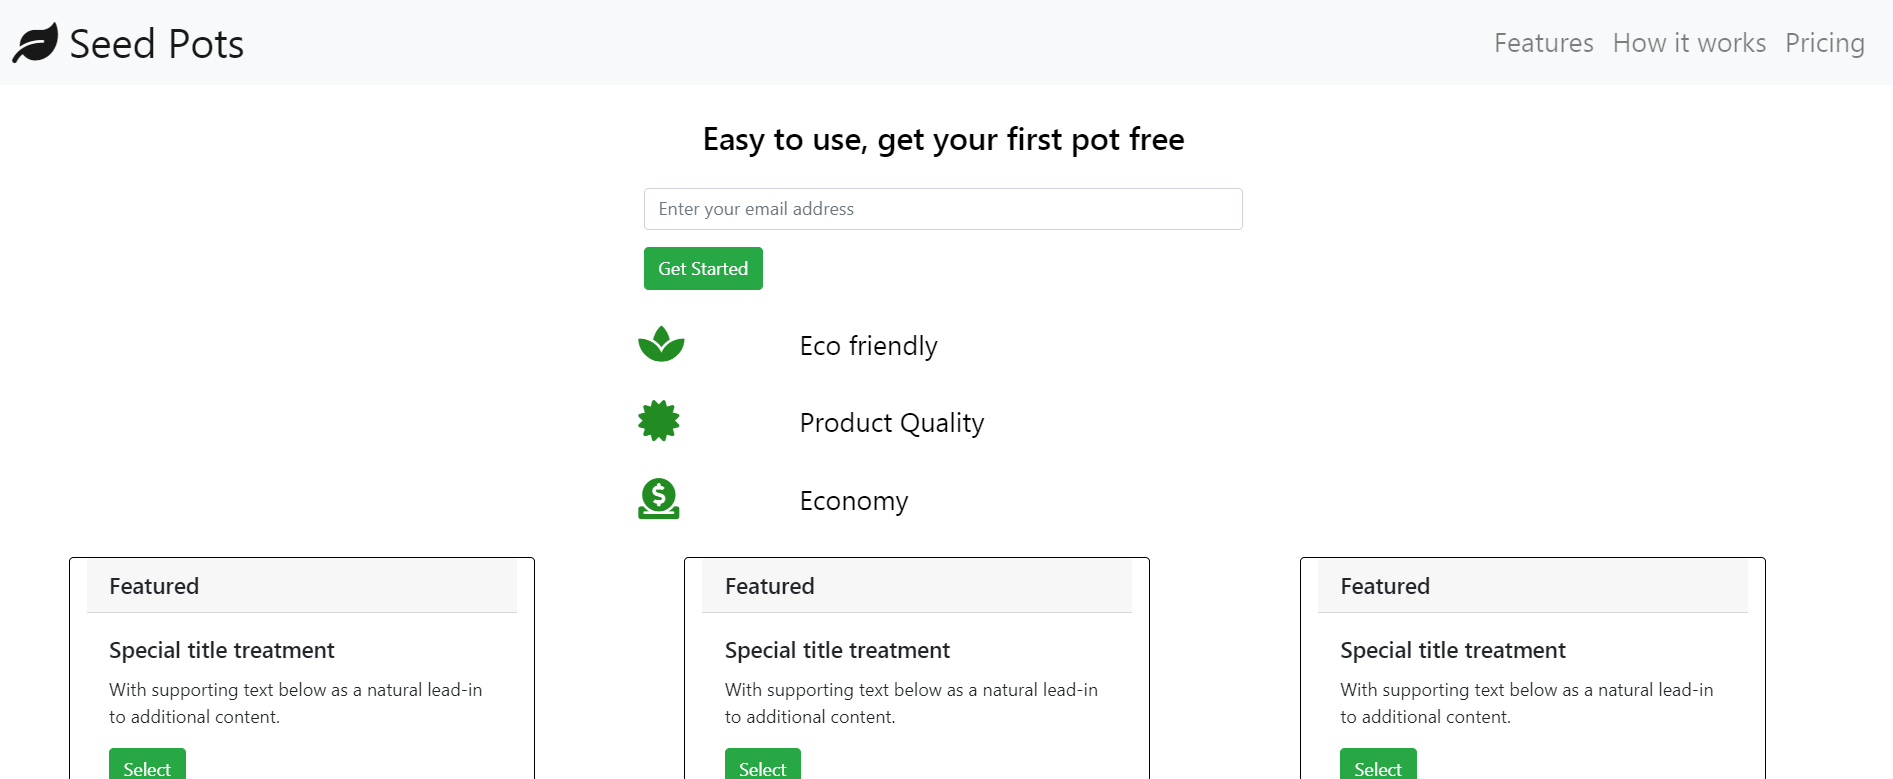 Seed Pots
Features How it works Pricing
Easy to use, get your first pot free
Enter your email address
Get Started
Eco friendly
Product Quality
$
Economy
Featured
Special title treatment
With supporting text below as a natural lead-in
to additional content.
Select
Featured
Special title treatment
With supporting text below as a natural lead-in
to additional content.
Select
Featured
Special title treatment
With supporting text below as a natural lead-in
to additional content.
Select